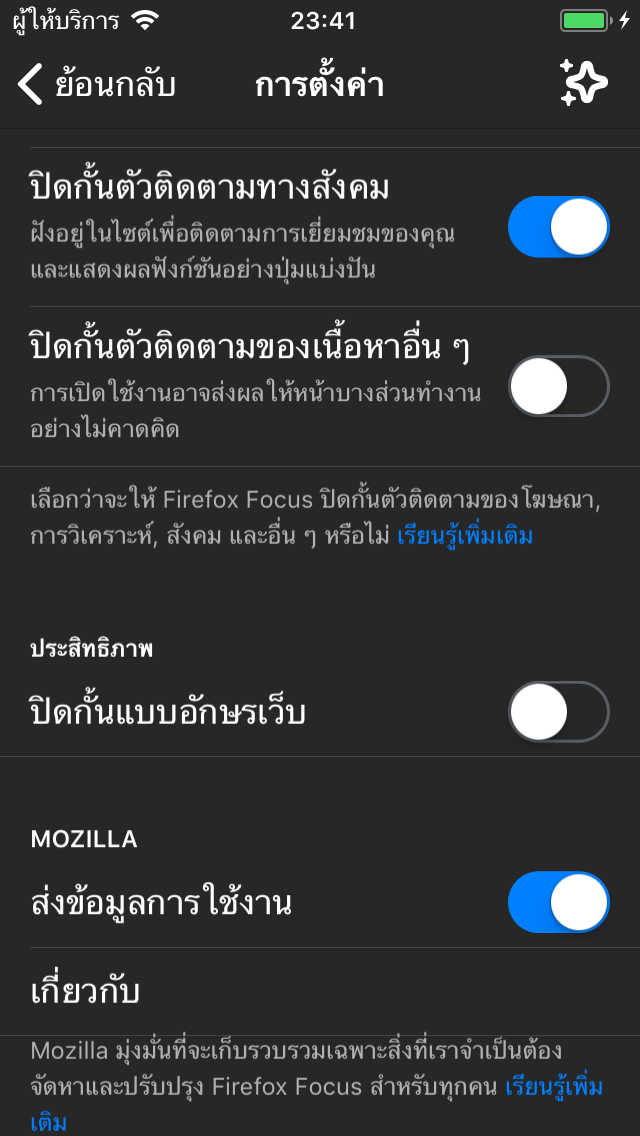 ผู้ให้บริการ 23:41
ย้อนกลับ การตั้งค่า
ปิดกั้นตัวติดตามทางสังคม
ฝังอยู่ในไซต์เพื่อติดตามการเยี่ยมชมของคุณ
และแสดงผลฟังก์ชันอย่างปุ่มแบ่งปัน
ปิดกั้นตัวติดตามของเนื้อหาอื่น ๆ
การเปิดใช้งานอาจส่งผลให้หน้าบางส่วนทำงาน
อย่างไม่คาดคิด
เลือกว่าจะให้ Firefox Focus ปิดกั้นตัวติดตามของโฆษณา,
การวิเคราะห์, สังคม และอื่น ๆ หรือไม่ เรียนรู้เพิ่มเติม
ประสิทธิภาพ
ปิดกั้นแบบอักษรเว็บ
MOZILLA
ส่งข้อมูลการใช้งาน
เกี่ยวกับ
Mozilla มุ่งมั่นที่จะเก็บรวบรวมเฉพาะสิ่งที่เราจำเป็นต้อง
จัดหาและปรับปรุง Firefox Focus สำหรับทุกคน เรียนรู้เพิ่ม
เติม